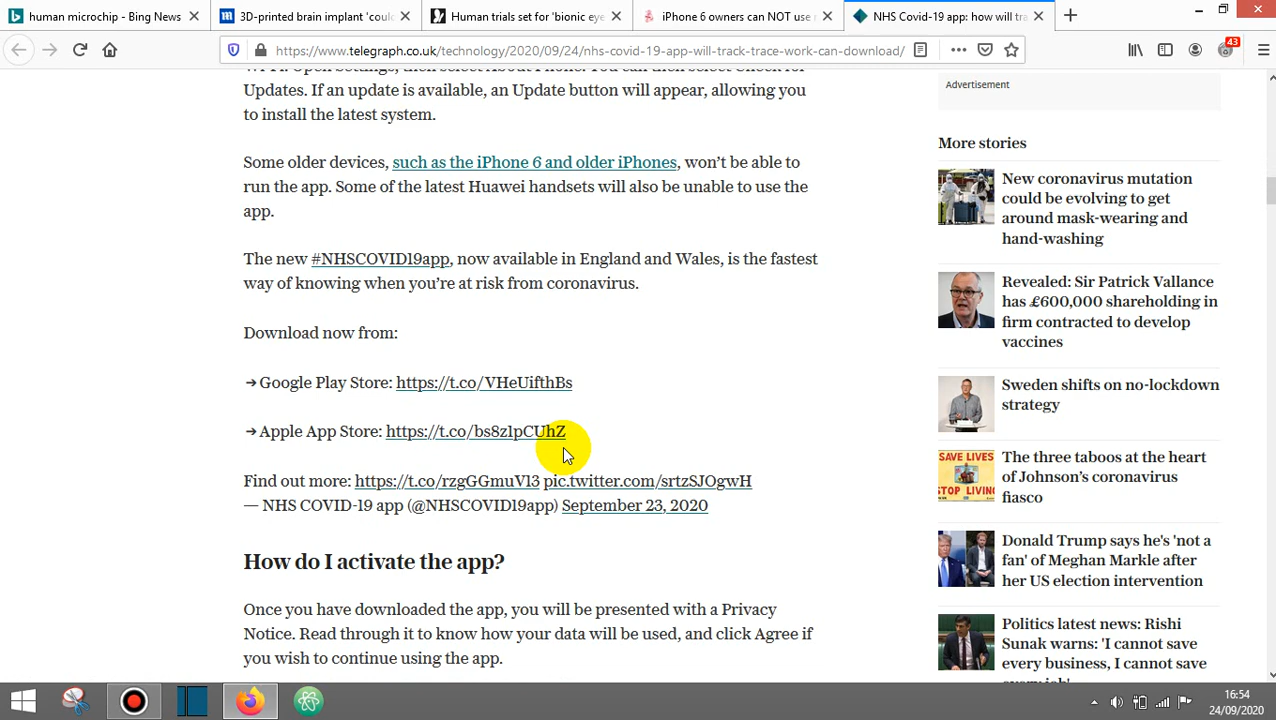 human microchip - Bing News
3D-printed brain implant 'coul
Human trials set for 'bionic eye
iPhone 6 owners can NOT use
NHS Covid-19 app: how will tra
https://www.telegraph.co.uk/technology/2020/09/24/nhs-covid-19-app-will-track-trace-work-can-download/
43
Updates. If an update is available, an Update button will appear, allowing you
to install the latest system.
Some older devices, such as the iPhone 6 and older iPhones, won't be able to
run the app. Some of the latest Huawei handsets will also be unable to use the
app.
The new #NHSCOVID19app, now available in England and Wales, is the fastest
way of knowing when you're at risk from coronavirus.
Download now from:
➔Google Play Store: https://t.co/VHeUifthBs
➔Apple App Store: https://t.co/bs8z1pCUhZ
Find out more: https://t.co/rzgGGmuVl3 pic.twitter.com/srtzSJOgwH
— NHS COVID-19 app (@NHSCOVID19app) September 23, 2020
How do I activate the app?
Once you have downloaded the app, you will be presented with a Privacy
Notice. Read through it to know how your data will be used, and click Agree if
you wish to continue using the app.
Advertisement
More stories
New coronavirus mutation
could be evolving to get
around mask-wearing and
hand-washing
Revealed: Sir Patrick Vallance
has £600,000 shareholding in
firm contracted to develop
vaccines
Sweden shifts on no-lockdown
strategy
SAVE LIVES
STOP LIVING
The three taboos at the heart
of Johnson's coronavirus
fiasco
Donald Trump says he's 'not a
fan' of Meghan Markle after
her US election intervention
Politics latest news: Rishi
Sunak warns: 'I cannot save
every business, I cannot save
16:54
24/09/2020